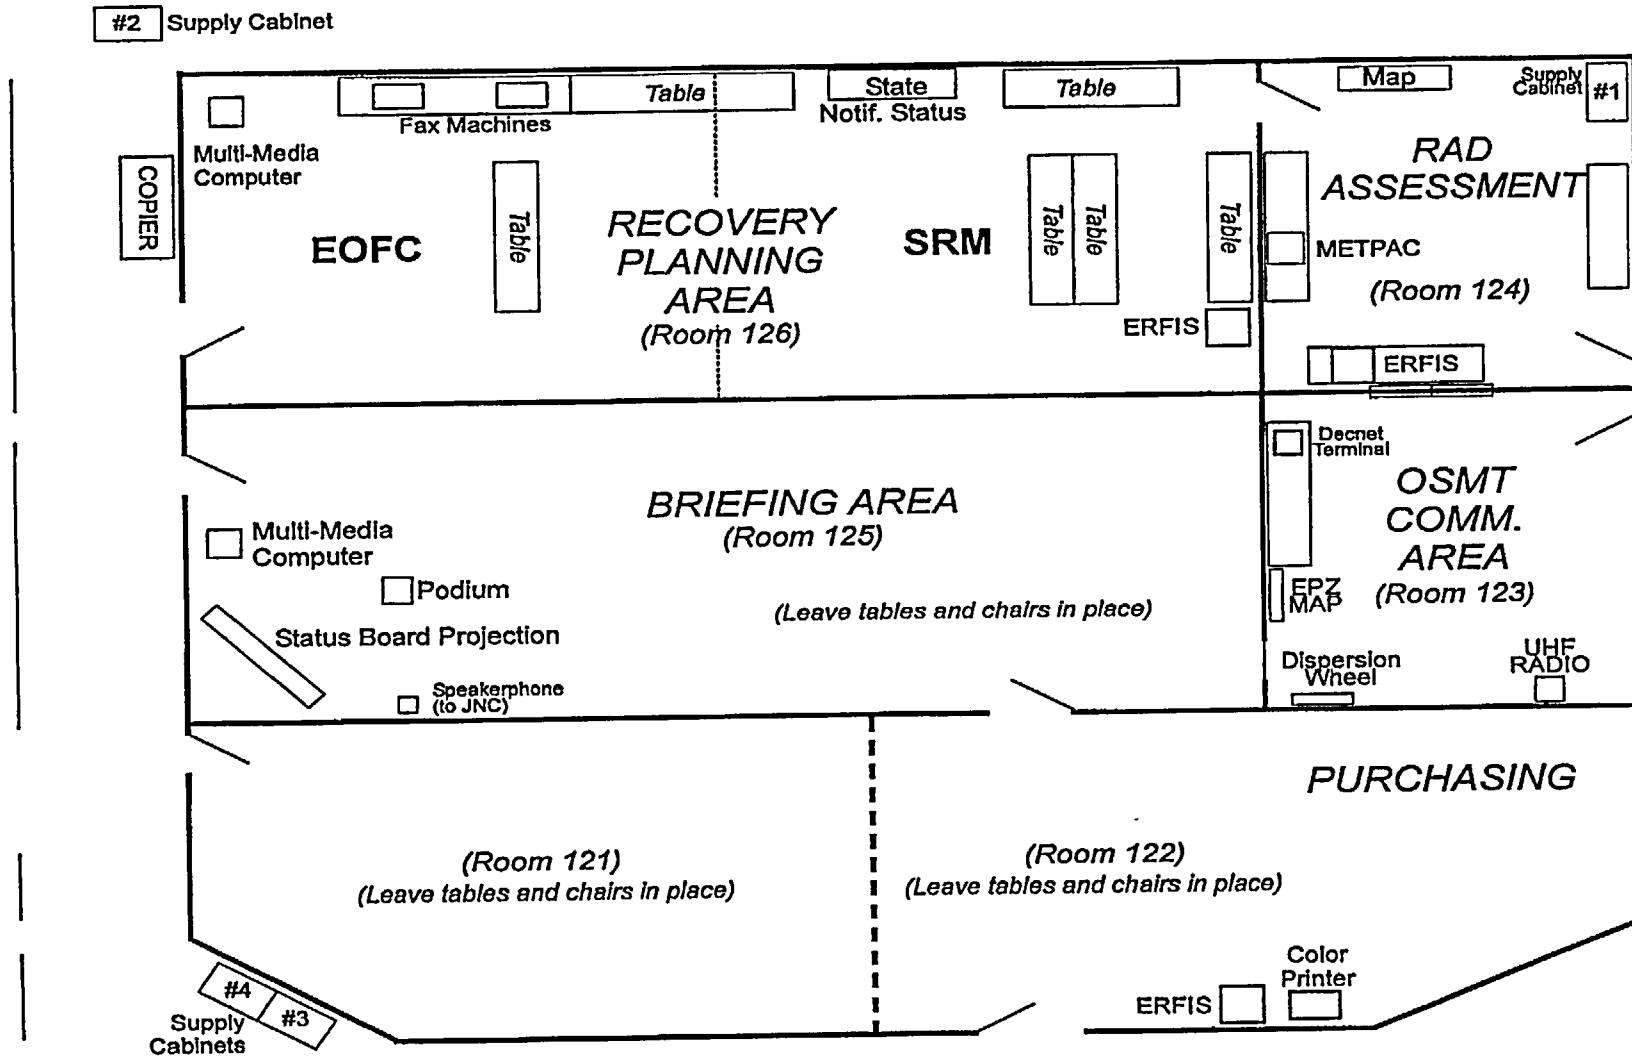 #2 Supply Cabinet
Multi-Media
Computer
COPIER
Fax Machines
Table
State
Notif. Status
Table
Map
Supply
Cabinet
#1
EOFC
Table
RECOVERY
PLANNING
AREA
(Room 126)
SRM
Table
Table
Table
ERFIS
RAD
ASSESSMENT
METPAC
(Room 124)
ERFIS
BRIEFING AREA
(Room 125)
Multi-Media
Computer
Podium
(Leave tables and chairs in place)
Status Board Projection
Speakerphone
(to JNC)
Decnet
Terminal
OSMT
COMM.
AREA
(Room 123)
EPZ
MAP
Dispersion
Wheel
UHF
RADIO
PURCHASING
(Room 121)
(Leave tables and chairs in place)
(Room 122)
(Leave tables and chairs in place)
#4
#3
Supply
Cabinets
ERFIS
Color
Printer